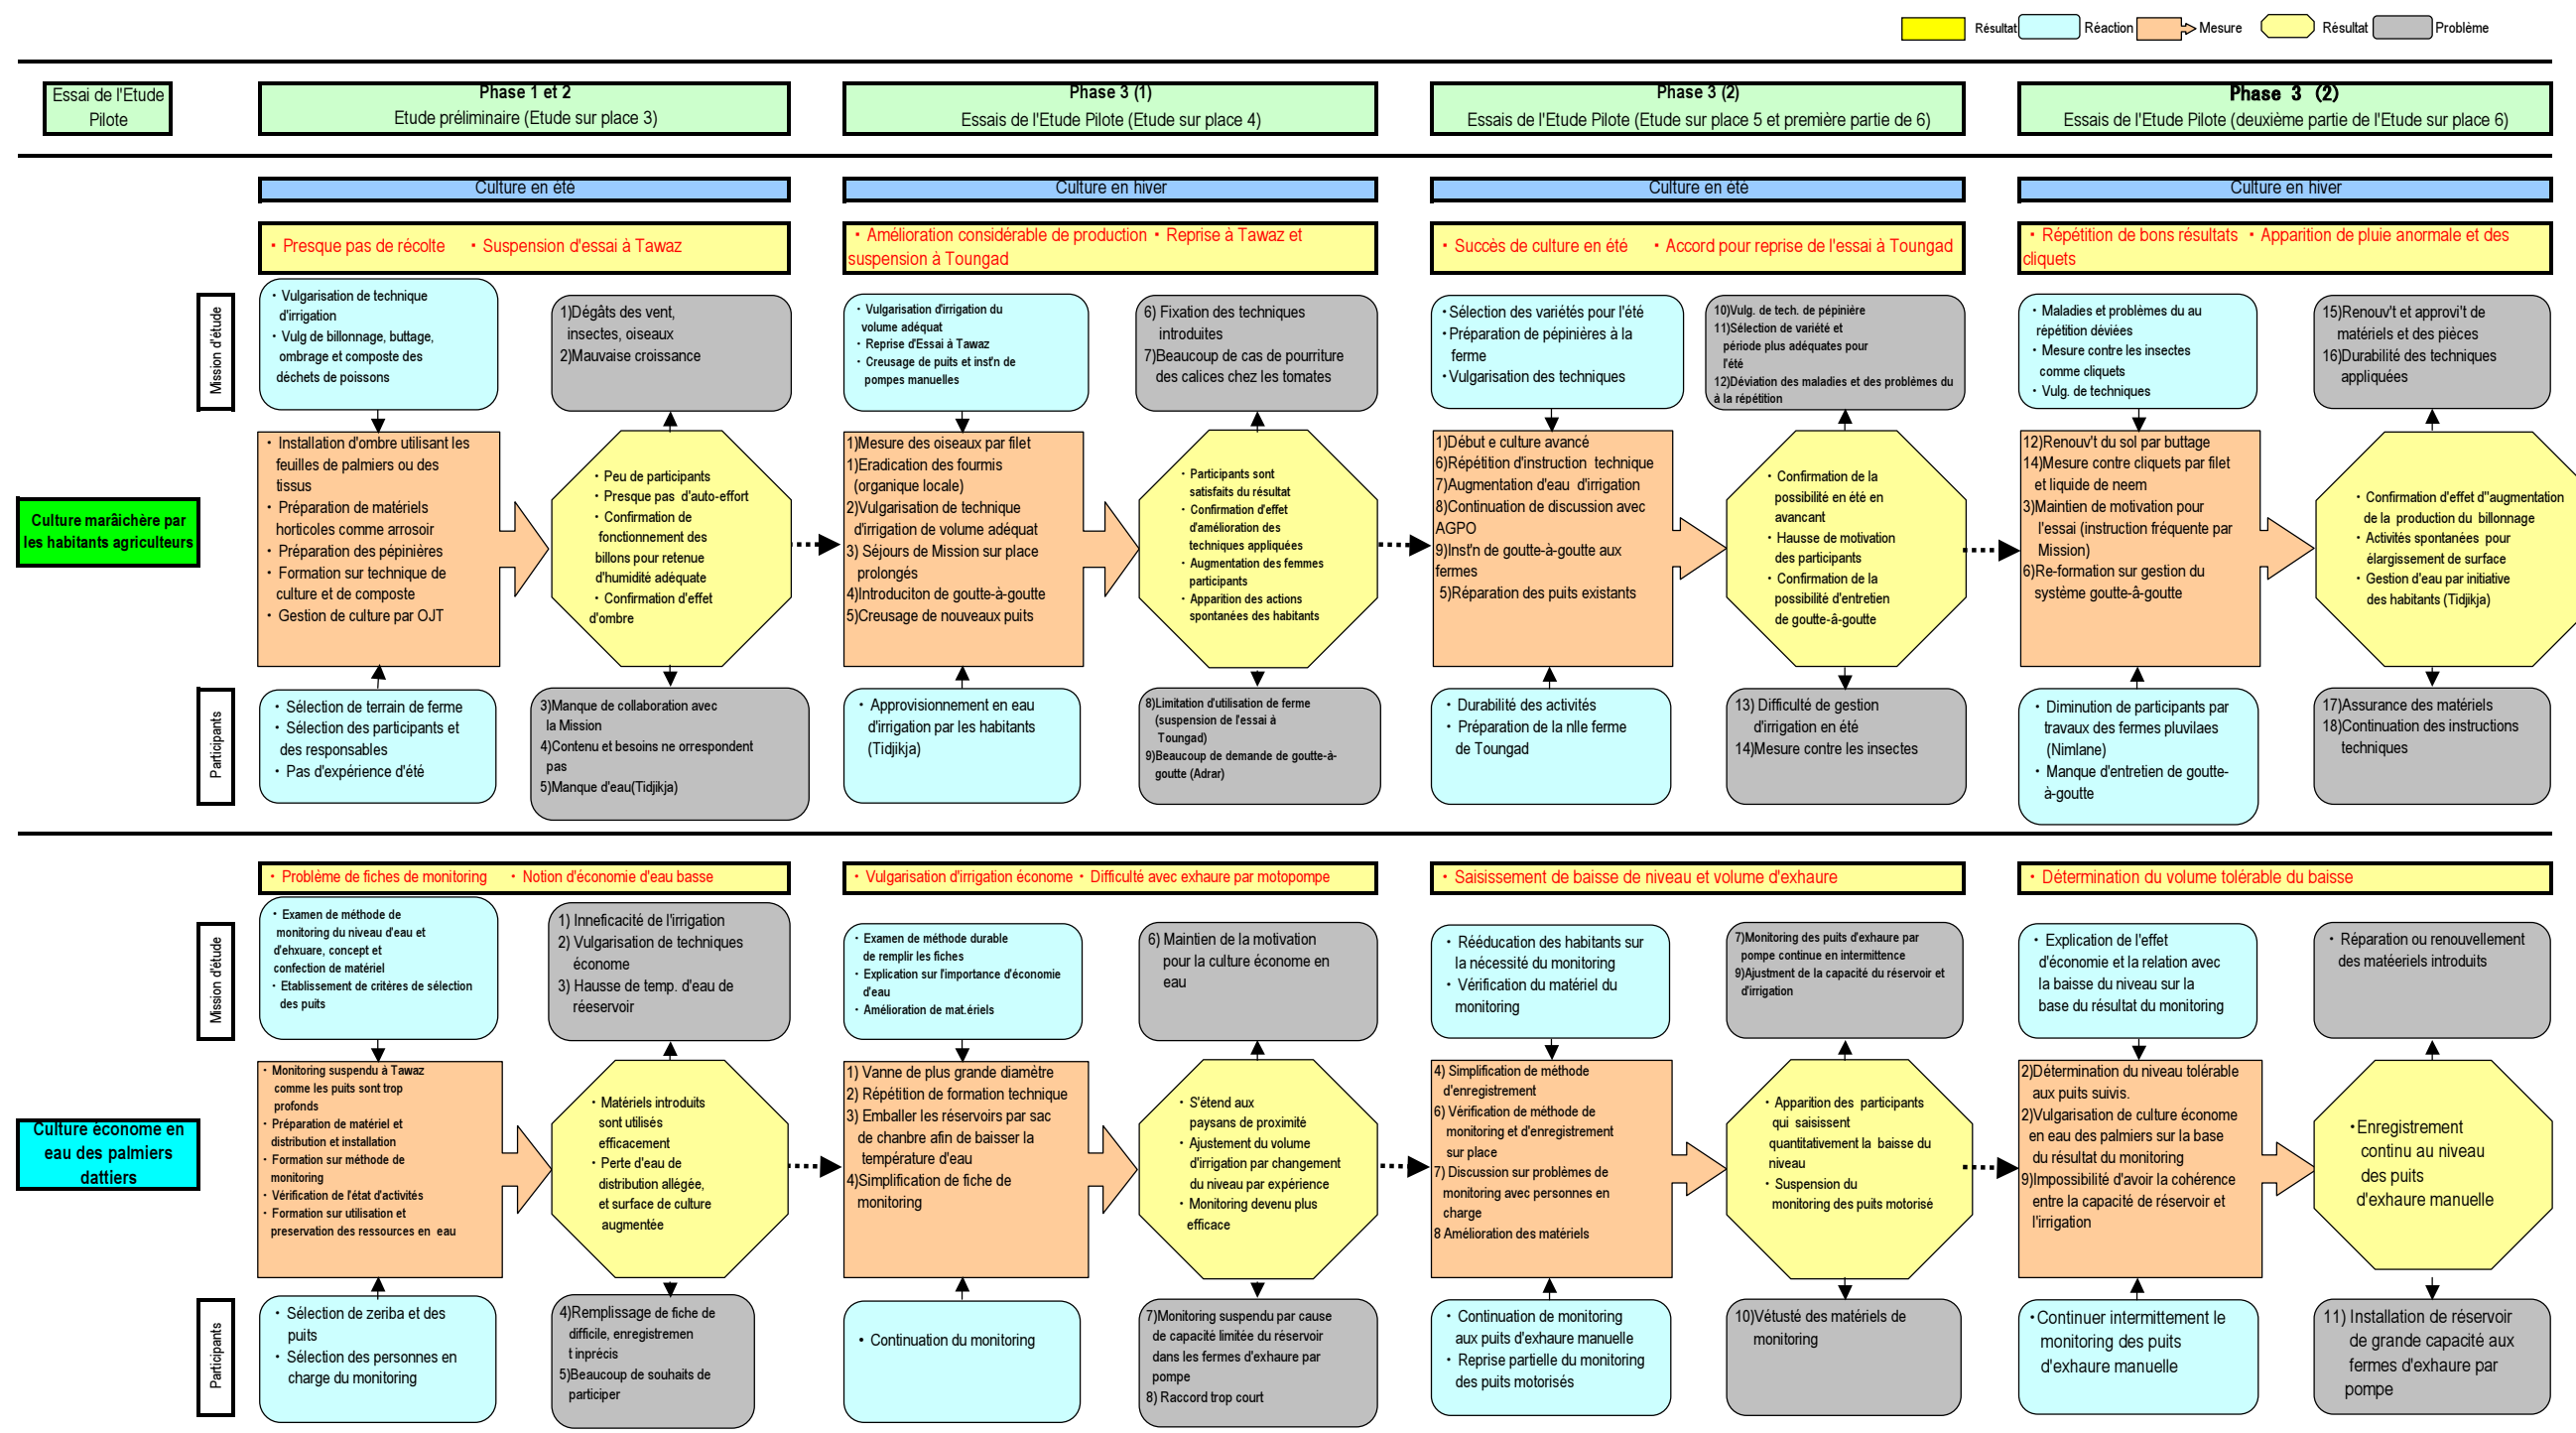 Résultat Réaction Mesure Résultat Problème
Essai de l'Etude
Pilote
Phase 1 et 2
Etude préliminaire (Etude sur place 3)
Phase 3 (1)
Essais de l'Etude Pilote (Etude sur place 4)
Phase 3 (2)
Essais de l'Etude Pilote (Etude sur place 5 et première partie de 6)
Phase 3 (2)
Essais de l'Etude Pilote (deuxième partie de l'Etude sur place 6)
Culture en été
Culture en hiver
Culture en été
Culture en hiver
・Presque pas de récolte ・Suspension d'essai à Tawaz
・Amélioration considérable de production・Reprise à Tawaz et
suspension à Toungad
・Succès de culture en été ・Accord pour reprise de l'essai à Toungad
・Répétition de bons résultats ・Apparition de pluie anormale et des
cliquets
Culture marâichère par
les habitants agriculteurs
Mission d'étude
・Vulgarisation de technique
d'irrigation
・Vulg de billonnage, buttage,
ombrage et composte des
déchets de poissons
1)Dégâts des vent,
insectes, oiseaux
2)Mauvaise croissance
・Vulgarisation d'irrigation du
volume adéquat
・Reprise d'Essai à Tawaz
・Creusage de puits et inst'n de
pompes manuelles
6) Fixation des techniques
introduites
7)Beaucoup de cas de pourriture
des calices chez les tomates
・Sélection des variétés pour l'été
・Préparation de pépinières à la
ferme
・Vulgarisation des techniques
10)Vulg. de tech. de pépinière
11)Sélection de variété et
période plus adéquates pour
l'été
12)Déviation des maladies et des problèmes du
à la répétition
・Maladies et problèmes du au
répétition déviées
・Mesure contre les insectes
comme cliquets
・Vulg. de techniques
15)Renouv't et approvi't de
matériels et des pièces
16)Durabilité des techniques
appliquées
・Installation d'ombre utilisant les
feuilles de palmiers ou des
tissus
・Préparation de matériels
horticoles comme arrosoir
・Préparation des pépinières
・Formation sur technique de
culture et de composte
・Gestion de culture par OJT
・Peu de participants
・Presque pas d'auto-effort
・Confirmation de
fonctionnement des
billons pour retenue
d'humidité adéquate
・Confirmation d'effet
d'ombre
1)Mesure des oiseaux par filet
1)Eradication des fourmis
(organique locale)
2)Vulgarisation de technique
d'irrigation de volume adéquat
3) Séjours de Mission sur place
prolongés
4)Introduciton de goutte-à-goutte
5)Creusage de nouveaux puits
・Participants sont
satisfaits du résultat
・Confirmation d'effet
d'amélioration des
techniques appliquées
・Augmentation des femmes
participants
・Apparition des actions
spontanées des habitants
1)Début e culture avancé
6)Répétition d'instruction technique
7)Augmentation d'eau d'irrigation
8)Continuation de discussion avec
AGPO
9)Inst'n de goutte-à-goutte aux
fermes
5)Réparation des puits existants
・Confirmation de la
possibilité en été en
avancant
・Hausse de motivation
des participants
・Confirmation de la
possibilité d'entretien
de goutte-â-goutte
12)Renouv't du sol par buttage
14)Mesure contre cliquets par filet
et liquide de neem
3)Maintien de motivation pour
l'essai (instruction fréquente par
Mission)
6)Re-formation sur gestion du
système goutte-â-goutte
・Confirmation d'effet d"augmentation
de la production du billonnage
・Activités spontanées pour
élargissement de surface
・Gestion d'eau par initiative
des habitants (Tidjikja)
Participants
・Sélection de terrain de ferme
・Sélection des participants et
des responsables
・Pas d'expérience d'été
3)Manque de collaboration avec
la Mission
4)Contenu et besoins ne orrespondent
pas
5)Manque d'eau(Tidjikja)
・Approvisionnement en eau
d'irrigation par les habitants
(Tidjikja)
8)Limitation d'utilisation de ferme
(suspension de l'essai à
Toungad)
9)Beaucoup de demande de goutte-à-
goutte (Adrar)
・Durabilité des activités
・Préparation de la nlle ferme
de Toungad
13) Difficulté de gestion
d'irrigation en été
14)Mesure contre les insectes
・Diminution de participants par
travaux des fermes pluvilaes
(Nimlane)
・Manque d'entretien de goutte-
à-goutte
17)Assurance des matériels
18)Continuation des instructions
techniques
・Problème de fiches de monitoring ・Notion d'économie d'eau basse
・Vulgarisation d'irrigation économe・Difficulté avec exhaure par motopompe
・Saisissement de baisse de niveau et volume d'exhaure
・Détermination du volume tolérable du baisse
Culture économe en
eau des palmiers
dattiers
Mission d'étude
・Examen de méthode de
monitoring du niveau d'eau et
d'ehxuare, concept et
confection de matériel
・Etablissement de critères de sélection
des puits
1) Inneficacité de l'irrigation
2) Vulgarisation de techniques
économe
3) Hausse de temp. d'eau de
réeservoir
・Examen de méthode durable
de remplir les fiches
・Explication sur l'importance d'économie
d'eau
・Amélioration de mat.ériels
6) Maintien de la motivation
pour la culture économe en
eau
・Rééducation des habitants sur
la nécessité du monitoring
・Vérification du matériel du
monitoring
7)Monitoring des puits d'exhaure par
pompe continue en intermittence
9)Ajustment de la capacité du réservoir et
d'irrigation
・Explication de l'effet
d'économie et la relation avec
la baisse du niveau sur la
base du résultat du monitoring
・Réparation ou renouvellement
des matéeriels introduits
・Monitoring suspendu à Tawaz
comme les puits sont trop
profonds
・Préparation de matériel et
distribution et installation
・Formation sur méthode de
monitoring
・Vérification de l'état d'activités
・Formation sur utilisation et
preservation des ressources en eau
・Matériels introduits
sont utilisés
efficacement
・Perte d'eau de
distribution allégée,
et surface de culture
augmentée
1) Vanne de plus grande diamètre
2) Répétition de formation technique
3) Emballer les réservoirs par sac
de chanbre afin de baisser la
température d'eau
4)Simplification de fiche de
monitoring
・S'étend aux
paysans de proximité
・Ajustement du volume
d'irrigation par changement
du niveau par expérience
・Monitoring devenu plus
efficace
4) Simplification de méthode
d'enregistrement
6) Vérification de méthode de
monitoring et d'enregistrement
sur place
7) Discussion sur problèmes de
monitoring avec personnes en
charge
8 Amélioration des matériels
・Apparition des participants
qui saisissent
quantitativement la baisse du
niveau
・Suspension du
monitoring des puits motorisé
2)Détermination du niveau tolérable
aux puits suivis.
2)Vulgarisation de culture économe
en eau des palmiers sur la base
du résultat du monitoring
9)Impossibilité d'avoir la cohérence
entre la capacité de réservoir et
l'irrigation
・Enregistrement
continu au niveau
des puits
d'exhaure manuelle
Participants
・Sélection de zeriba et des
puits
・Sélection des personnes en
charge du monitoring
4)Remplissage de fiche de
difficile, enregistremen
t inprécis
5)Beaucoup de souhaits de
participer
・Continuation du monitoring
7)Monitoring suspendu par cause
de capacité limitée du réservoir
dans les fermes d'exhaure par
pompe
8) Raccord trop court
・Continuation de monitoring
aux puits d'exhaure manuelle
・Reprise partielle du monitoring
des puits motorisés
10)Vétusté des matériels de
monitoring
・Continuer intermittement le
monitoring des puits
d'exhaure manuelle
11) Installation de réservoir
de grande capacité aux
fermes d'exhaure par
pompe